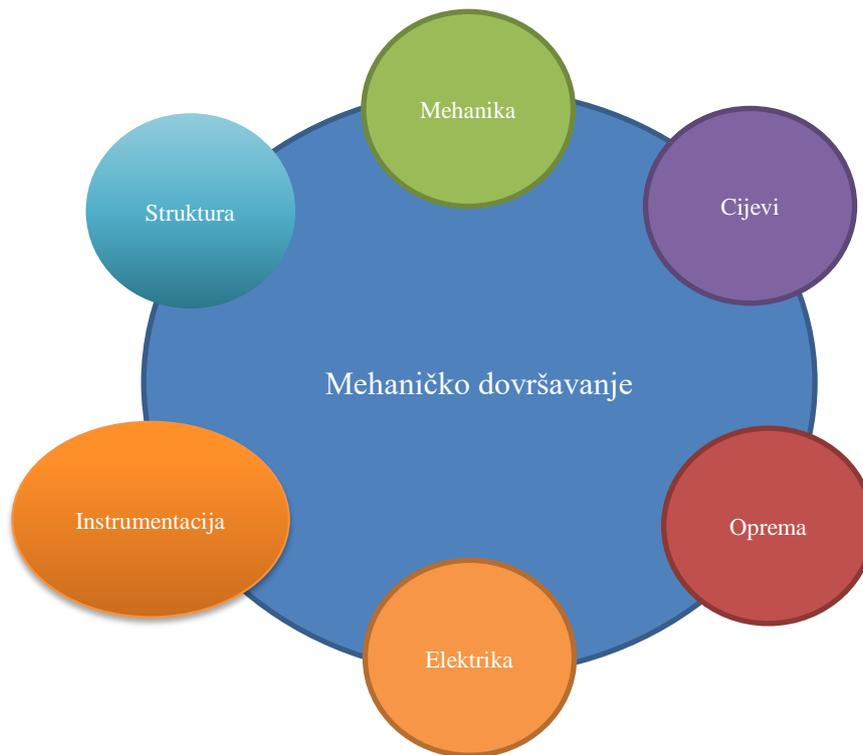 Mehanika
Cijevi
Struktura
Mehaničko dovršavanje
Instrumentacija
Oprema
Elektrika